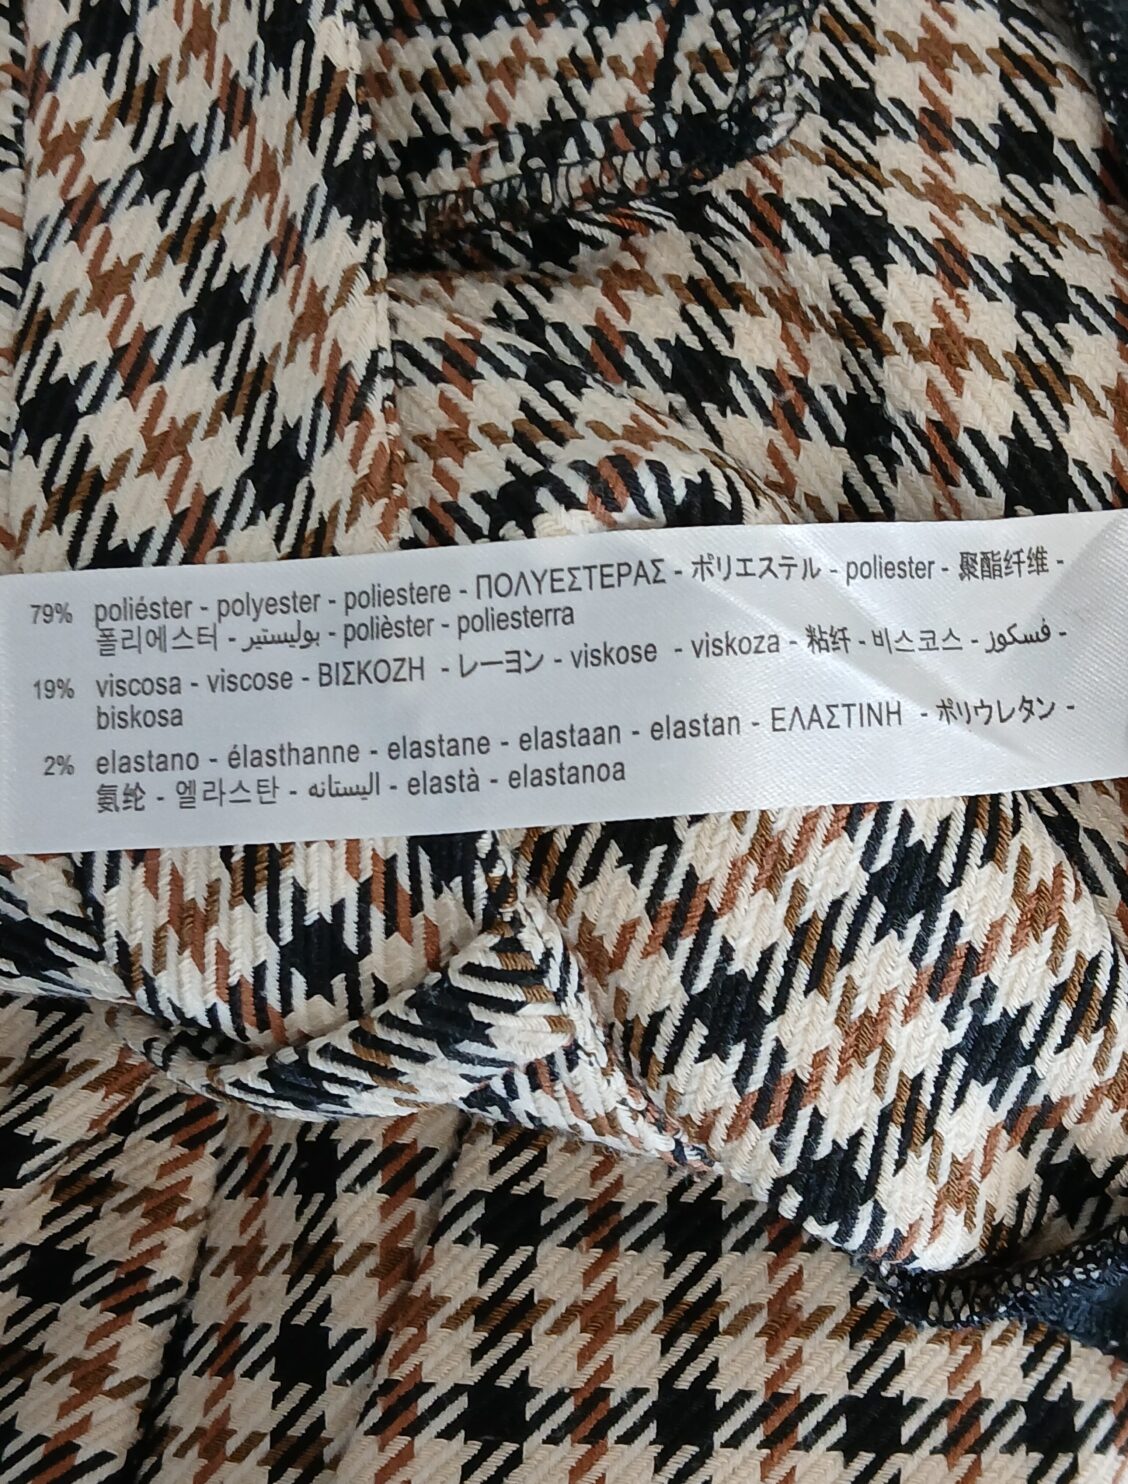 79% poliéster - polyester - poliestere - ΠΟΛΥΕΣΤΕΡΑΣ - ポリエステル - poliester - 聚酯纤维 -
폴리에스터 - بوليستير - polièster - poliesterra
19% viscosa - viscose - ΒΙΣΚΟΖΗ - レーヨン - viskose - viskoza - 粘纤 - 비스코스 - فسكوز -
biskosa
2% elastano - élasthanne - elastane - elastaan - elastan - ΕΛΑΣΤΙΝΗ - ポリウレタン -
氨纶 - 엘라스탄 - اليستانه - elastà - elastanoa